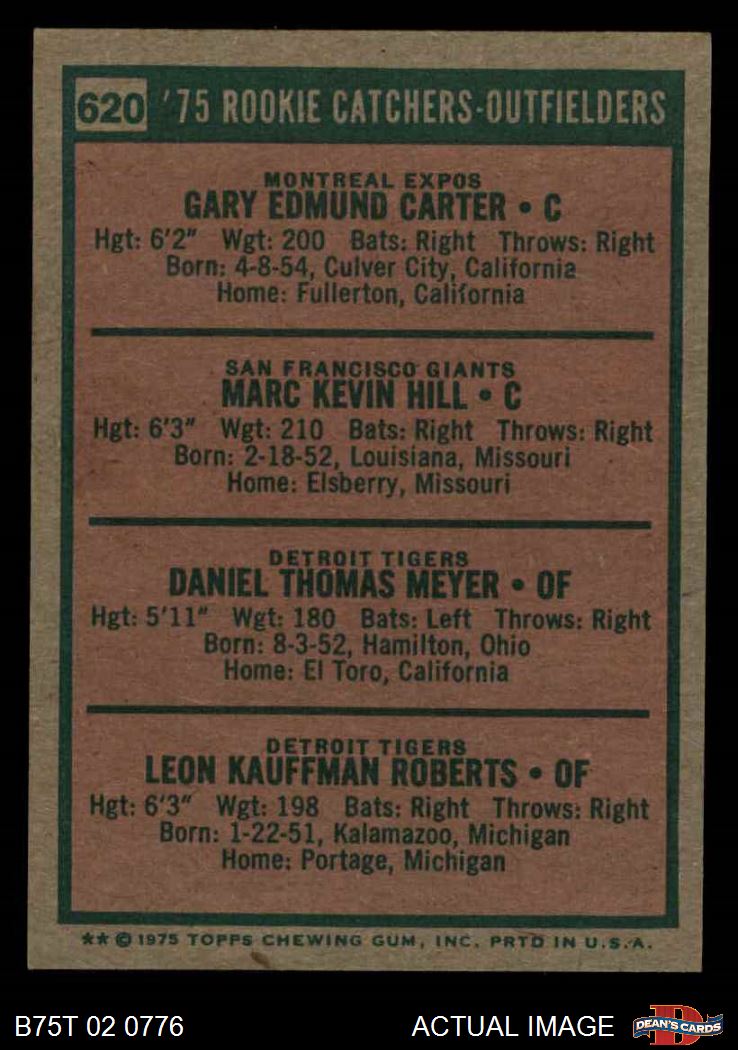 620 '75 ROOKIE CATCHERS-OUTFIELDERS
MONTREAL EXPOS
GARY EDMUND CARTER • C
Hgt: 6'2" Wgt: 200 Bats: Right Throws: Right
Born: 4-8-54, Culver City, California
Home: Fullerton, California
SAN FRANCISCO GIANTS
MARC KEVIN HILL • C
Hgt: 6'3" Wgt: 210 Bats: Right Throws: Right
Born: 2-18-52, Louisiana, Missouri
Home: Elsberry, Missouri
DETROIT TIGERS
DANIEL THOMAS MEYER • OF
Hgt: 5'11" Wgt: 180 Bats: Left Throws: Right
Born: 8-3-52, Hamilton, Ohio
Home: El Toro, California
DETROIT TIGERS
LEON KAUFFMAN ROBERTS • OF
Hgt: 6'3" Wgt: 198 Bats: Right Throws: Right
Born: 1-22-51, Kalamazoo, Michigan
Home: Portage, Michigan
** © 1975 TOPPS CHEWING GUM, INC. PRTD IN U.S.A.
B75T 02 0776 ACTUAL IMAGE D DEAN'S CARDS